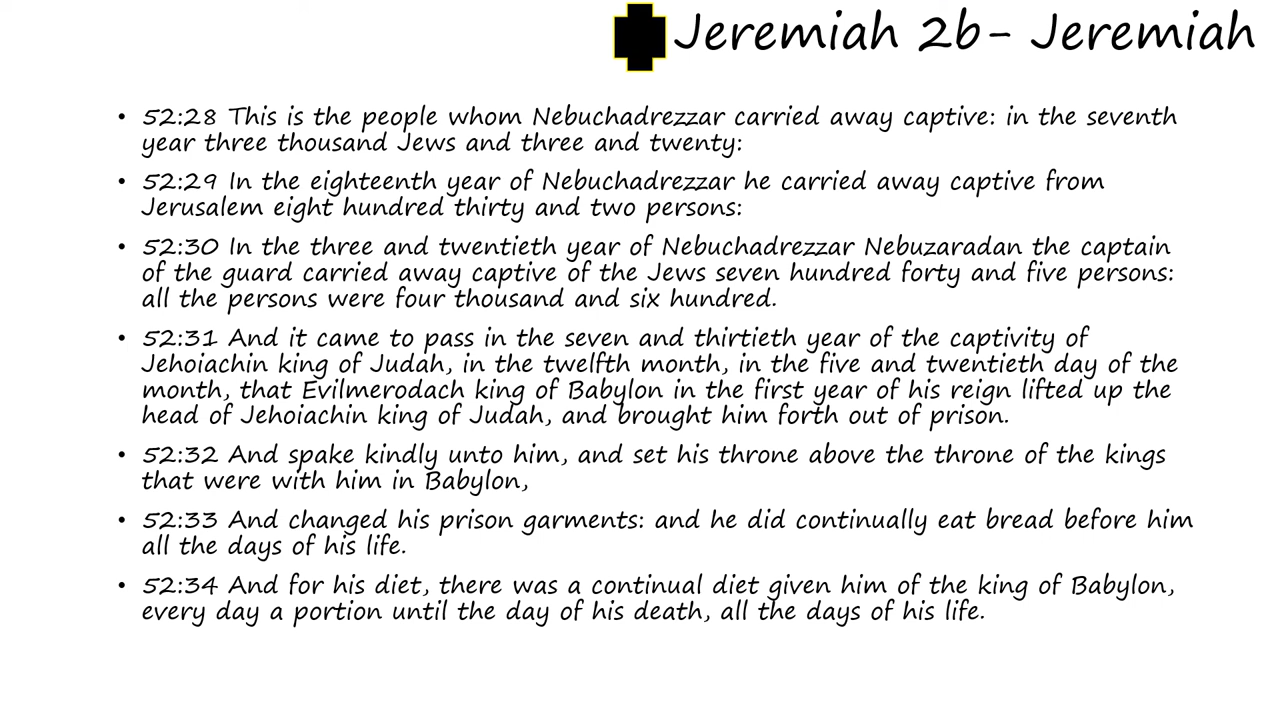 Jeremiah 2b- Jeremiah
• 52:28 This is the people whom Nebuchadrezzar carried away captive: in the seventh
year three thousand Jews and three and twenty:
• 52:29 In the eighteenth year of Nebuchadrezzar he carried away captive from
Jerusalem eight hundred thirty and two persons:
• 52:30 In the three and twentieth year of Nebuchadrezzar Nebuzaradan the captain
of the guard carried away captive of the Jews seven hundred forty and five persons:
all the persons were four thousand and six hundred.
• 52:31 And it came to pass in the seven and thirtieth year of the captivity of
Jehoiachin king of Judah, in the twelfth month, in the five and twentieth day of the
month, that Evilmerodach king of Babylon in the first year of his reign lifted up the
head of Jehoiachin king of Judah, and brought him forth out of prison.
• 52:32 And spake kindly unto him, and set his throne above the throne of the kings
that were with him in Babylon,
• 52:33 And changed his prison garments: and he did continually eat bread before him
all the days of his life.
• 52:34 And for his diet, there was a continual diet given him of the king of Babylon,
every day a portion until the day of his death, all the days of his life.